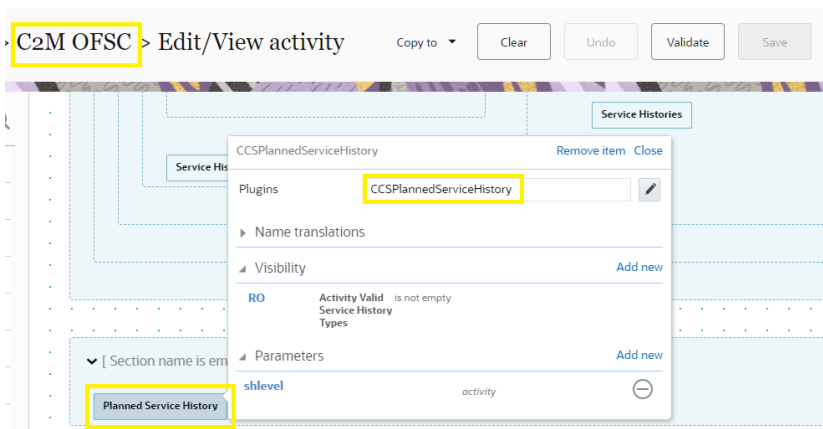 > C2M OFSC > Edit/View activity Copy to Clear Undo Validate Save
Service Histories
CCSPlannedServiceHistory Remove item Close
Service His
Plugins CCSPlannedServiceHistory
Name translations
Visibility Add new
RO Activity Valid Service History Types is not empty
[ Section name is em
Parameters Add new
shlevel activity
Planned Service History